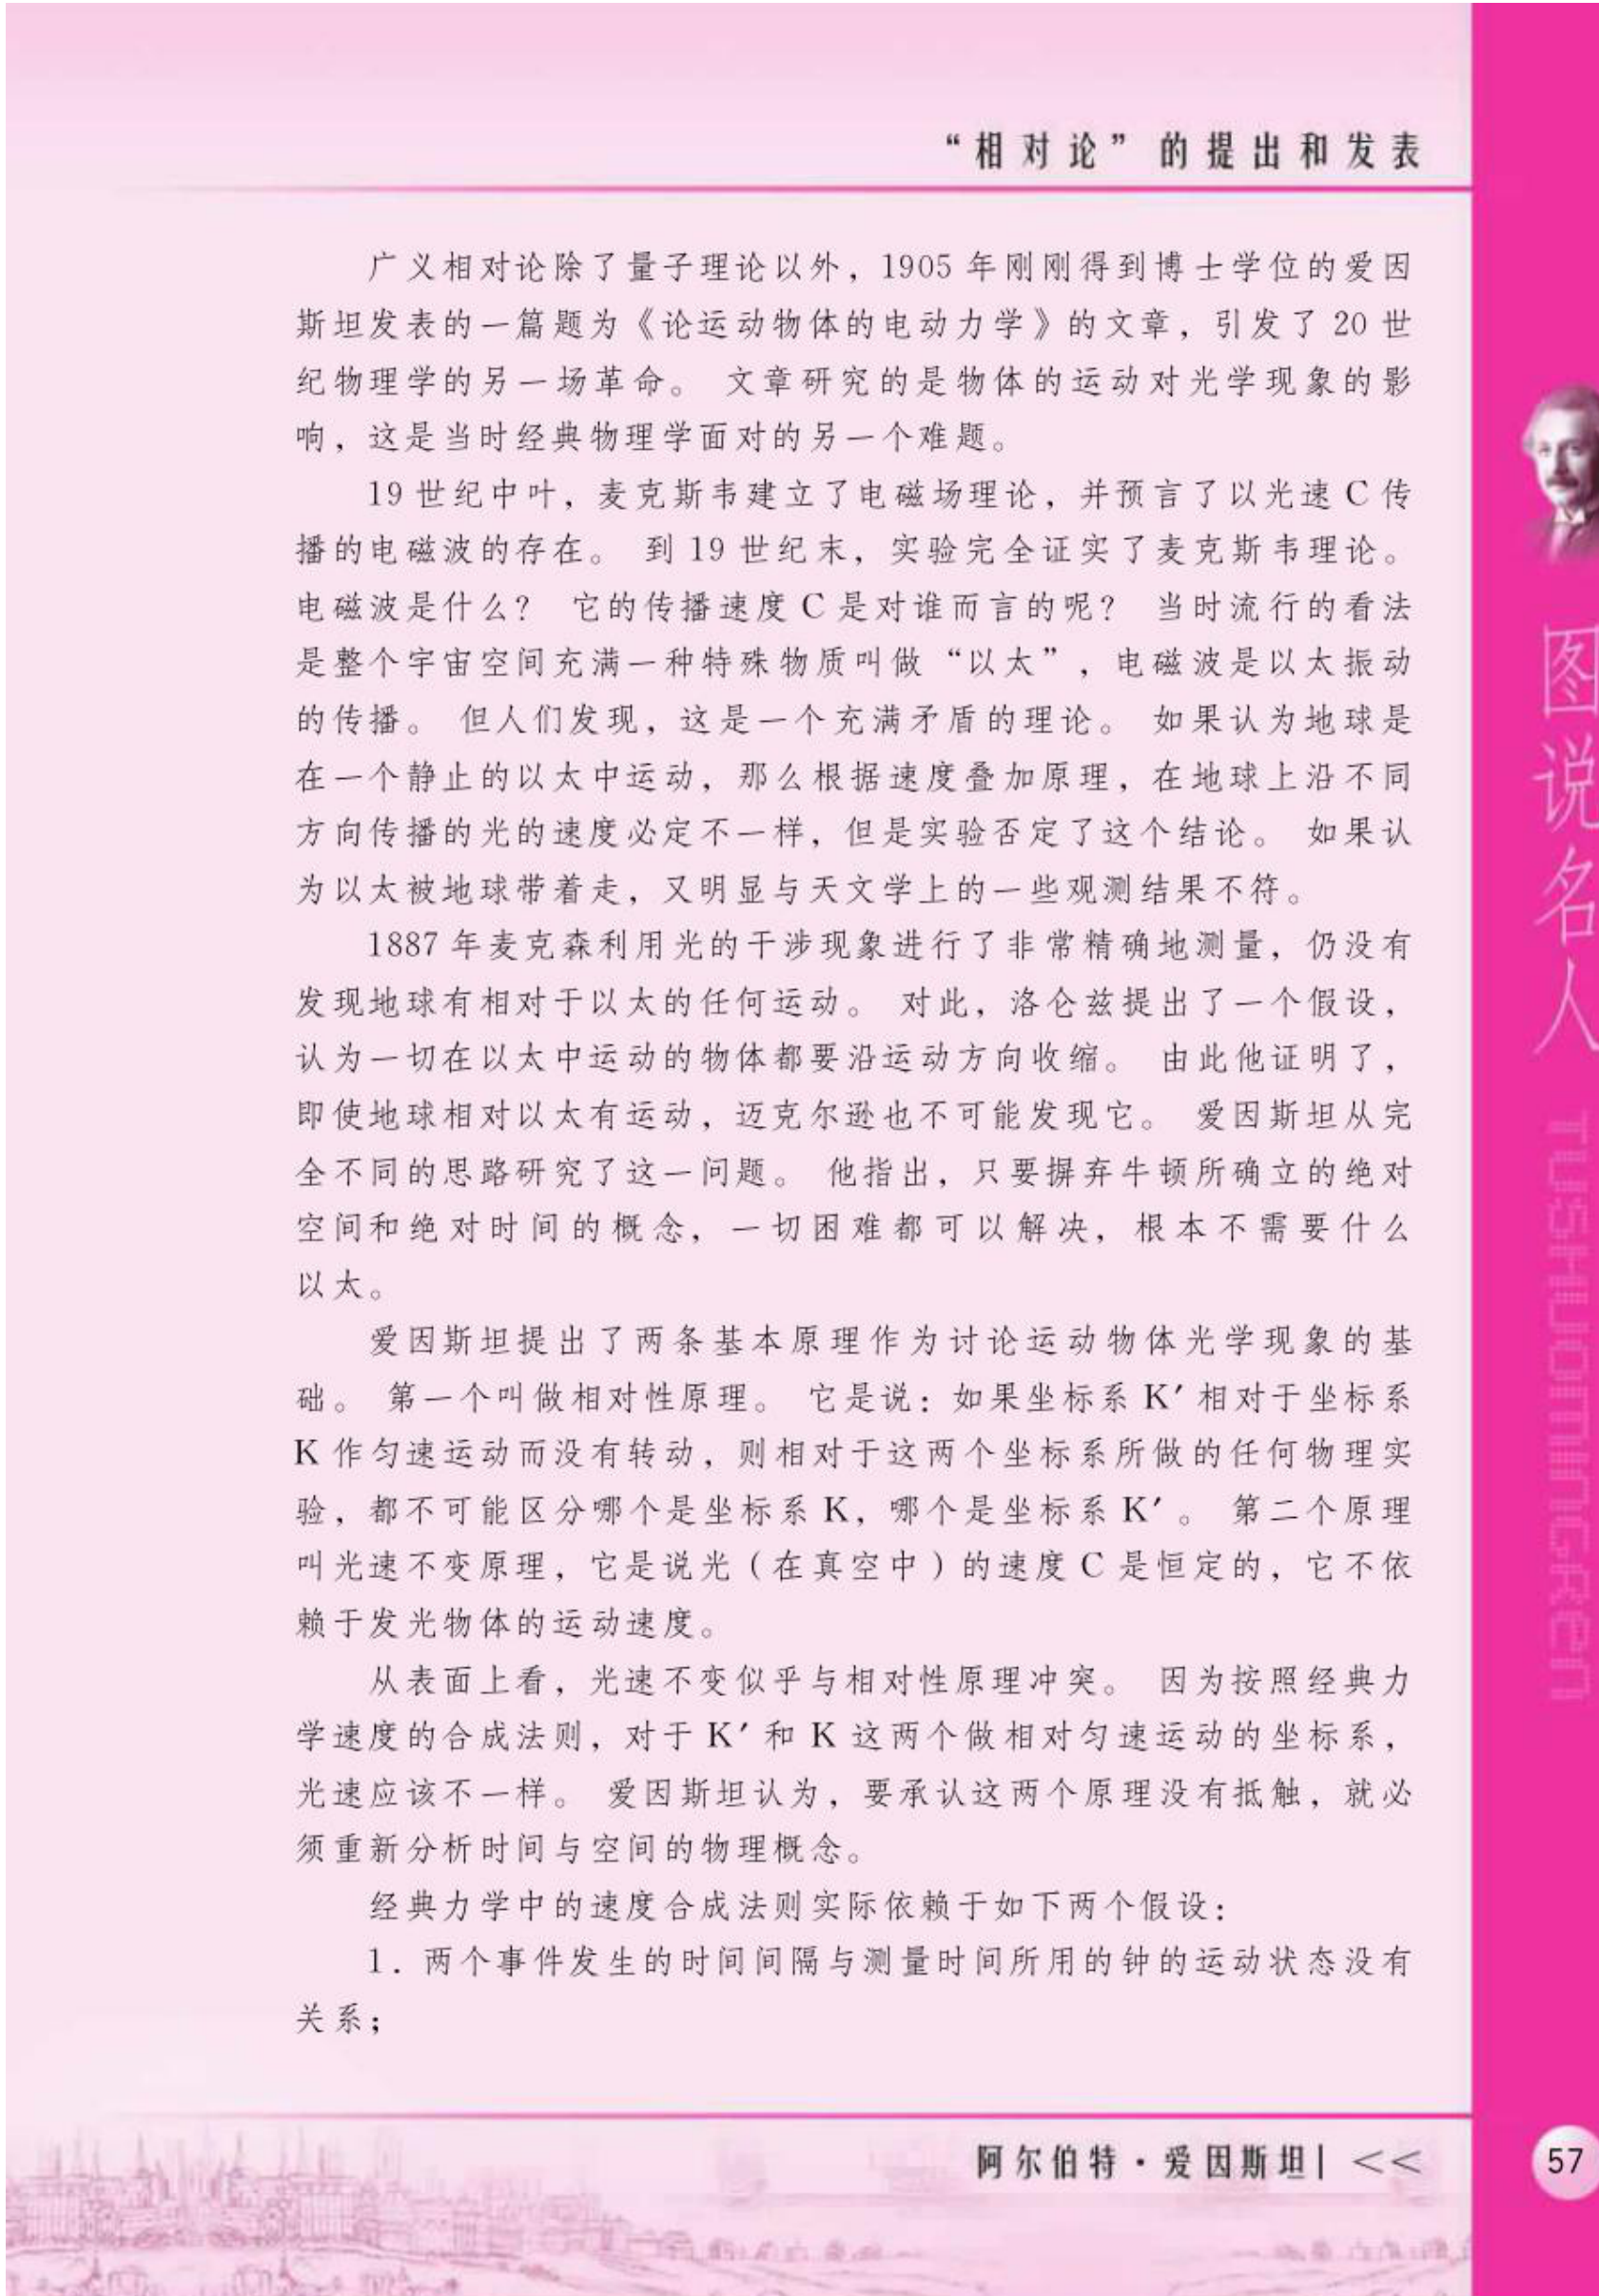 “相对论”的提出和发表
广义相对论除了量子理论以外，1905 年刚刚得到博士学位的爱因
斯坦发表的一篇题为《论运动物体的电动力学》的文章，引发了 20 世
纪物理学的另一场革命。 文章研究的是物体的运动对光学现象的影
响，这是当时经典物理学面对的另一个难题。
19 世纪中叶，麦克斯韦建立了电磁场理论，并预言了以光速 C 传
播的电磁波的存在。 到 19 世纪末，实验完全证实了麦克斯韦理论。
电磁波是什么？ 它的传播速度 C 是对谁而言的呢？ 当时流行的看法
是整个宇宙空间充满一种特殊物质叫做“以太”，电磁波是以太振动
的传播。 但人们发现，这是一个充满矛盾的理论。 如果认为地球是
在一个静止的以太中运动，那么根据速度叠加原理，在地球上沿不同
方向传播的光的速度必定不一样，但是实验否定了这个结论。 如果认
为以太被地球带着走，又明显与天文学上的一些观测结果不符。
1887 年麦克森利用光的干涉现象进行了非常精确地测量，仍没有
发现地球有相对于以太的任何运动。 对此，洛仑兹提出了一个假设，
认为一切在以太中运动的物体都要沿运动方向收缩。 由此他证明了，
即使地球相对以太有运动，迈克尔逊也不可能发现它。 爱因斯坦从完
全不同的思路研究了这一问题。 他指出，只要摒弃牛顿所确立的绝对
空间和绝对时间的概念，一切困难都可以解决，根本不需要什么
以太。
爱因斯坦提出了两条基本原理作为讨论运动物体光学现象的基
础。 第一个叫做相对性原理。 它是说：如果坐标系 K′ 相对于坐标系
K 作匀速运动而没有转动，则相对于这两个坐标系所做的任何物理实
验，都不可能区分哪个是坐标系 K，哪个是坐标系 K′。 第二个原理
叫光速不变原理，它是说光（在真空中）的速度 C 是恒定的，它不依
赖于发光物体的运动速度。
从表面上看，光速不变似乎与相对性原理冲突。 因为按照经典力
学速度的合成法则，对于 K′ 和 K 这两个做相对匀速运动的坐标系，
光速应该不一样。 爱因斯坦认为，要承认这两个原理没有抵触，就必
须重新分析时间与空间的物理概念。
经典力学中的速度合成法则实际依赖于如下两个假设：
1. 两个事件发生的时间间隔与测量时间所用的钟的运动状态没有
关系；
图说名人
TUSHUOMINGREN
阿尔伯特·爱因斯坦| <<
57